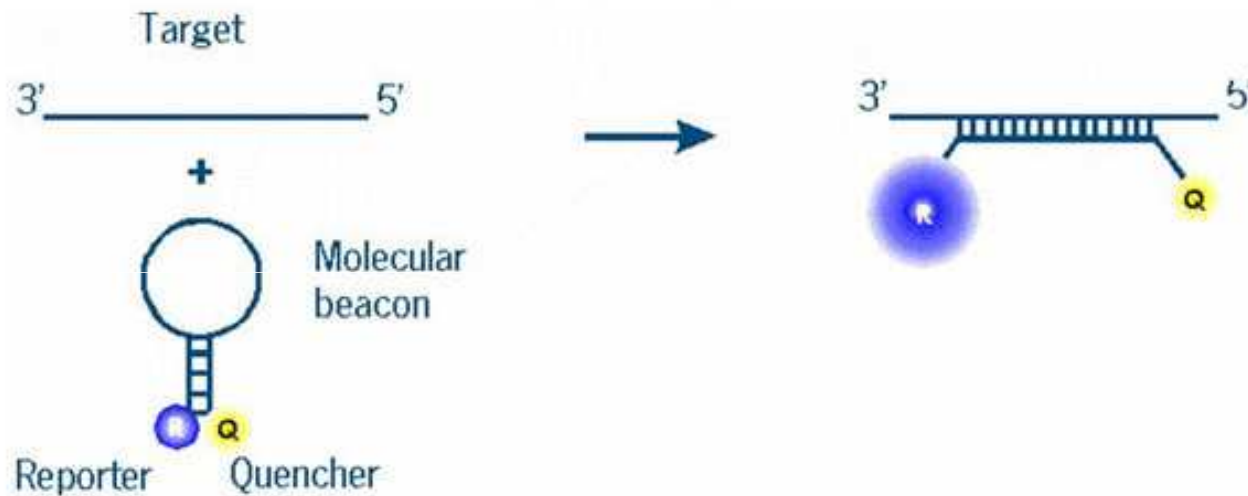 Target
3’ 5’
+
Molecular
beacon
R Q
Reporter Quencher
3’ 5’
R
Q